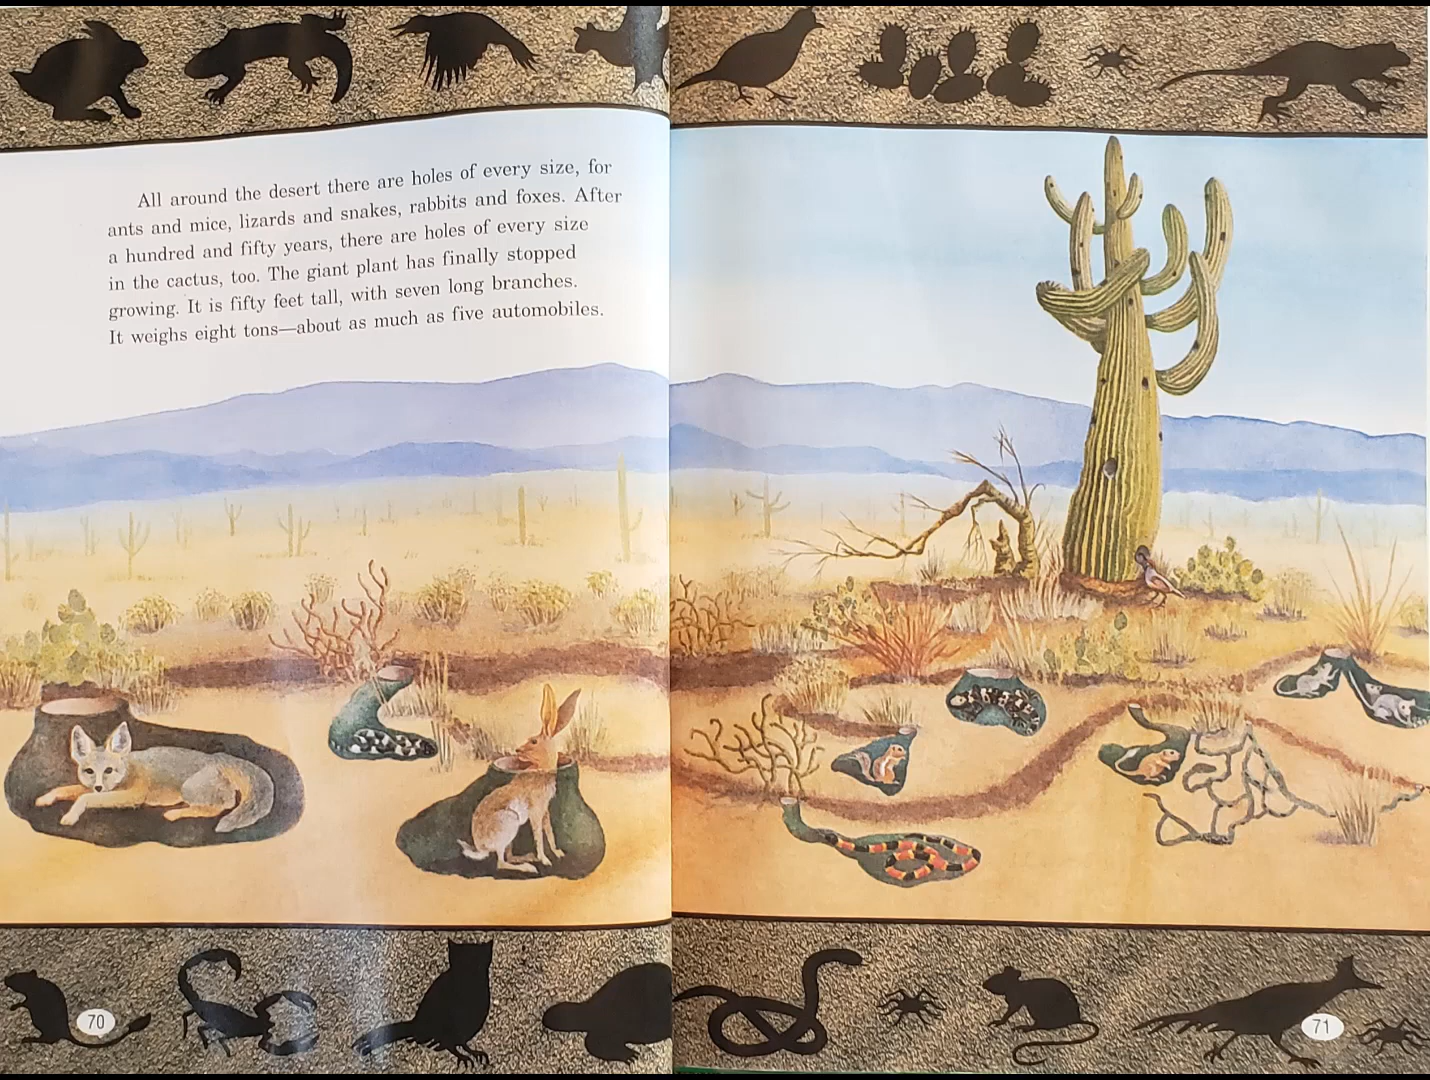 All around the desert there are holes of every size, for
ants and mice, lizards and snakes, rabbits and foxes. After
a hundred and fifty years, there are holes of every size
in the cactus, too. The giant plant has finally stopped
growing. It is fifty feet tall, with seven long branches.
It weighs eight tons—about as much as five automobiles.
70
71